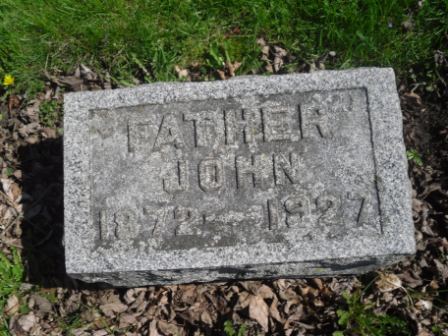 FATHER
JOHN
1872 - 1927